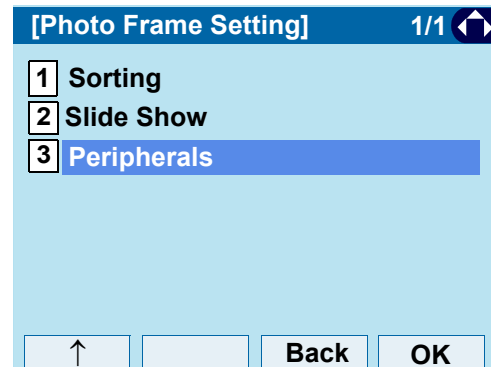 [Photo Frame Setting] 1/1
1 Sorting
2 Slide Show
3 Peripherals
↑ Back OK